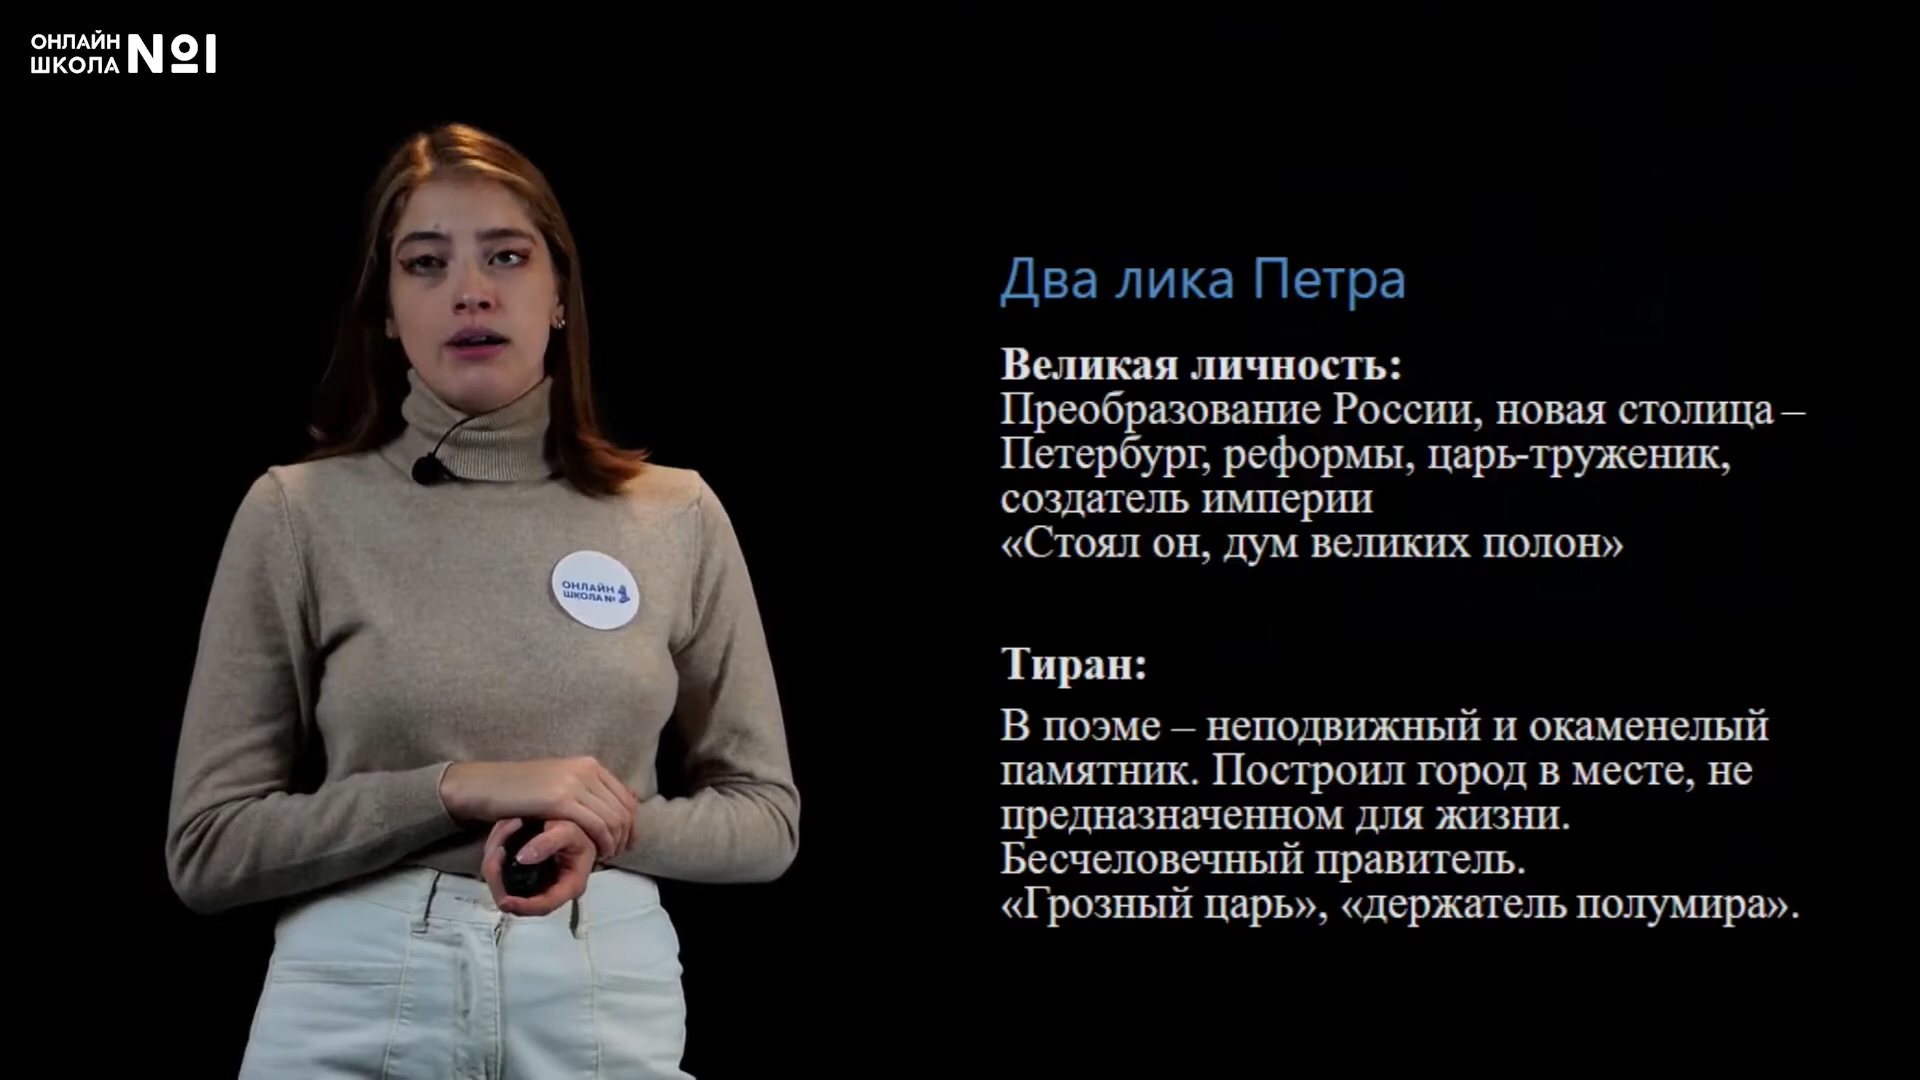 ОНЛАЙН
ШКОЛА №1
Два лика Петра
Великая личность:
Преобразование России, новая столица –
Петербург, реформы, царь-труженик,
создатель империи
«Стоял он, дум великих полон»
Тиран:
В поэме – неподвижный и окаменелый
памятник. Построил город в месте, не
предназначенном для жизни.
Бесчеловечный правитель.
«Грозный царь», «держатель полумира».
ОНЛАЙН
ШКОЛА №